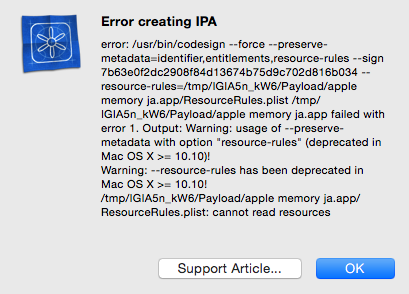 Error creating IPA
error: /usr/bin/codesign --force --preserve-
metadata=identifier,entitlements,resource-rules --sign
7b63e0f2dc2908f84d13674b75d9c702d816b034 --
resource-rules=/tmp/IGIA5n_kW6/Payload/apple
memory ja.app/ResourceRules.plist /tmp/
IGIA5n_kW6/Payload/apple memory ja.app failed with
error 1. Output: Warning: usage of --preserve-
metadata with option "resource-rules" (deprecated in
Mac OS X >= 10.10)!
Warning: --resource-rules has been deprecated in
Mac OS X >= 10.10!
/tmp/IGIA5n_kW6/Payload/apple memory ja.app/
ResourceRules.plist: cannot read resources
Support Article...
OK